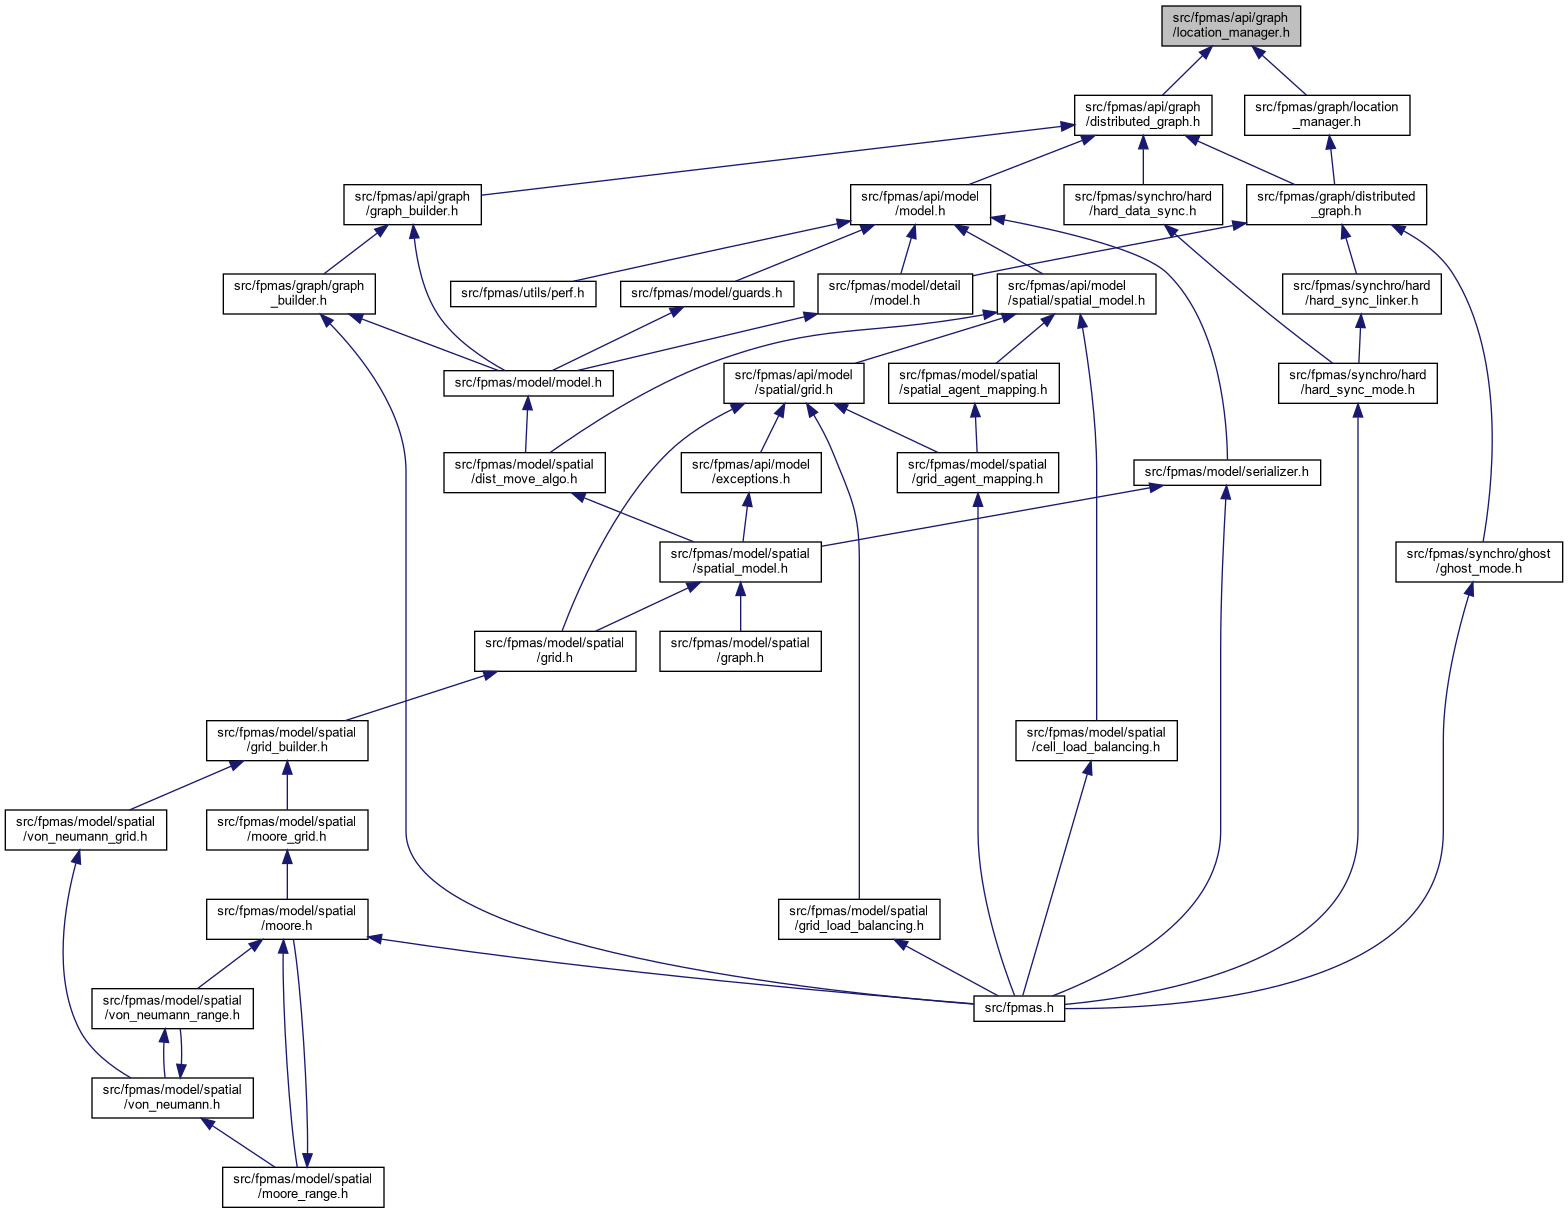 src/fpmas/api/graph
/location_manager.h
src/fpmas/api/graph
/distributed_graph.h
src/fpmas/graph/location
_manager.h
src/fpmas/api/graph
/graph_builder.h
src/fpmas/api/model
/model.h
src/fpmas/synchro/hard
/hard_data_sync.h
src/fpmas/graph/distributed
_graph.h
src/fpmas/graph/graph
_builder.h
src/fpmas/utils/perf.h
src/fpmas/model/guards.h
src/fpmas/model/detail
/model.h
src/fpmas/api/model
/spatial/spatial_model.h
src/fpmas/synchro/hard
/hard_sync_linker.h
src/fpmas/model/model.h
src/fpmas/api/model
/spatial/grid.h
src/fpmas/model/spatial
/spatial_agent_mapping.h
src/fpmas/synchro/hard
/hard_sync_mode.h
src/fpmas/model/spatial
/dist_move_algo.h
src/fpmas/api/model
/exceptions.h
src/fpmas/model/spatial
/grid_agent_mapping.h
src/fpmas/model/serializer.h
src/fpmas/model/spatial
/spatial_model.h
src/fpmas/synchro/ghost
/ghost_mode.h
src/fpmas/model/spatial
/grid.h
src/fpmas/model/spatial
/graph.h
src/fpmas/model/spatial
/grid_builder.h
src/fpmas/model/spatial
/cell_load_balancing.h
src/fpmas/model/spatial
/von_neumann_grid.h
src/fpmas/model/spatial
/moore_grid.h
src/fpmas/model/spatial
/moore.h
src/fpmas/model/spatial
/grid_load_balancing.h
src/fpmas/model/spatial
/von_neumann_range.h
src/fpmas.h
src/fpmas/model/spatial
/von_neumann.h
src/fpmas/model/spatial
/moore_range.h